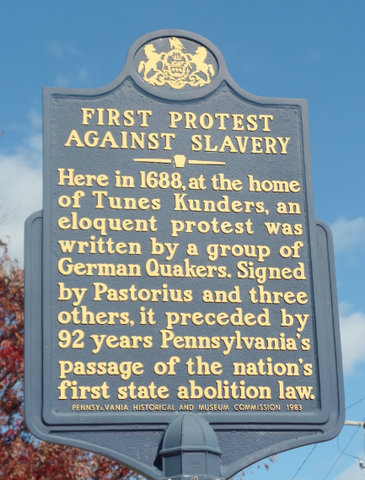 FIRST PROTEST
AGAINST SLAVERY
Here in 1688, at the home
of Tunes Kunders, an
eloquent protest was
written by a group of
German Quakers. Signed
by Pastorius and three
others, it preceded by
92 years Pennsylvania's
passage of the nation's
first state abolition law.
PENNSYLVANIA HISTORICAL AND MUSEUM COMMISSION 1983